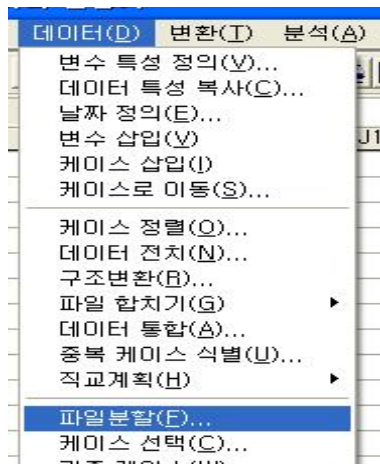 데이터(D) 변환(T) 분석(A)
변수 특성 정의(V)...
데이터 특성 복사(C)...
날짜 정의(E)...
변수 삽입(V)
케이스 삽입(I)
케이스로 이동(S)...
케이스 정렬(O)...
데이터 전치(N)...
구조변환(R)...
파일 합치기(G)
데이터 통합(A)...
중복 케이스 식별(U)...
직교계획(H)
파일분할(F)...
케이스 선택(C)...